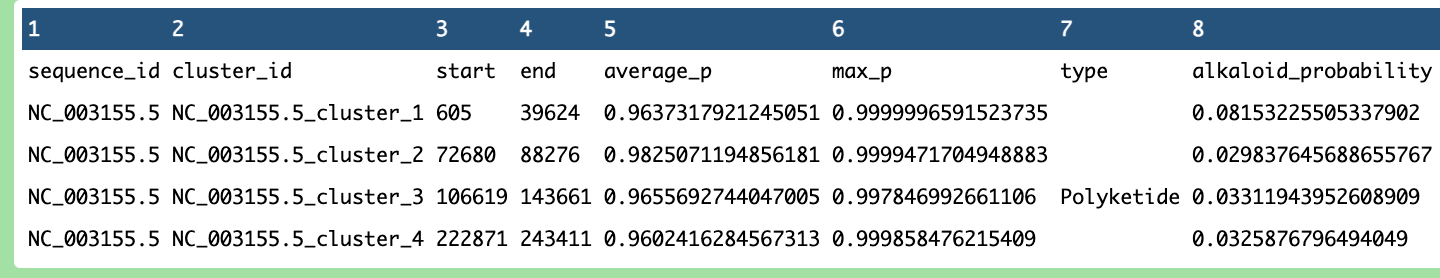 1 2 3 4 5 6 7 8
sequence_id cluster_id start end average_p max_p type alkaloid_probability
NC_003155.5 NC_003155.5_cluster_1 605 39624 0.9637317921245051 0.9999996591523735 0.08153225505337902
NC_003155.5 NC_003155.5_cluster_2 72680 88276 0.9825071194856181 0.9999471704948883 0.029837645688655767
NC_003155.5 NC_003155.5_cluster_3 106619 143661 0.9655692744047005 0.997846992661106 Polyketide 0.03311943952608909
NC_003155.5 NC_003155.5_cluster_4 222871 243411 0.9602416284567313 0.999858476215409 0.0325876796494049